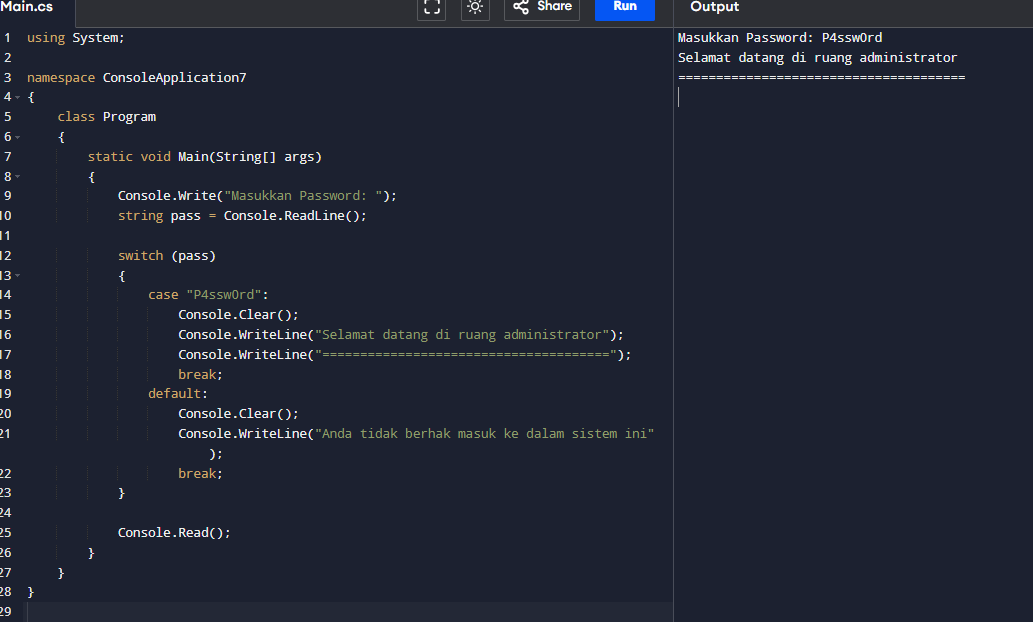 Main.cs
Share
Run
Output
1 using System;
2
3 namespace ConsoleApplication7
4 {
5 class Program
6 {
7 static void Main(String[] args)
8 {
9 Console.Write("Masukkan Password: ");
10 string pass = Console.ReadLine();
11
12 switch (pass)
13 {
14 case "P4ssw0rd":
15 Console.Clear();
16 Console.WriteLine("Selamat datang di ruang administrator");
17 Console.WriteLine("======================================");
18 break;
19 default:
20 Console.Clear();
21 Console.WriteLine("Anda tidak berhak masuk ke dalam sistem ini"
);
22 break;
23 }
24
25 Console.Read();
26 }
27 }
28 }
29
Masukkan Password: P4ssw0rd
Selamat datang di ruang administrator
======================================